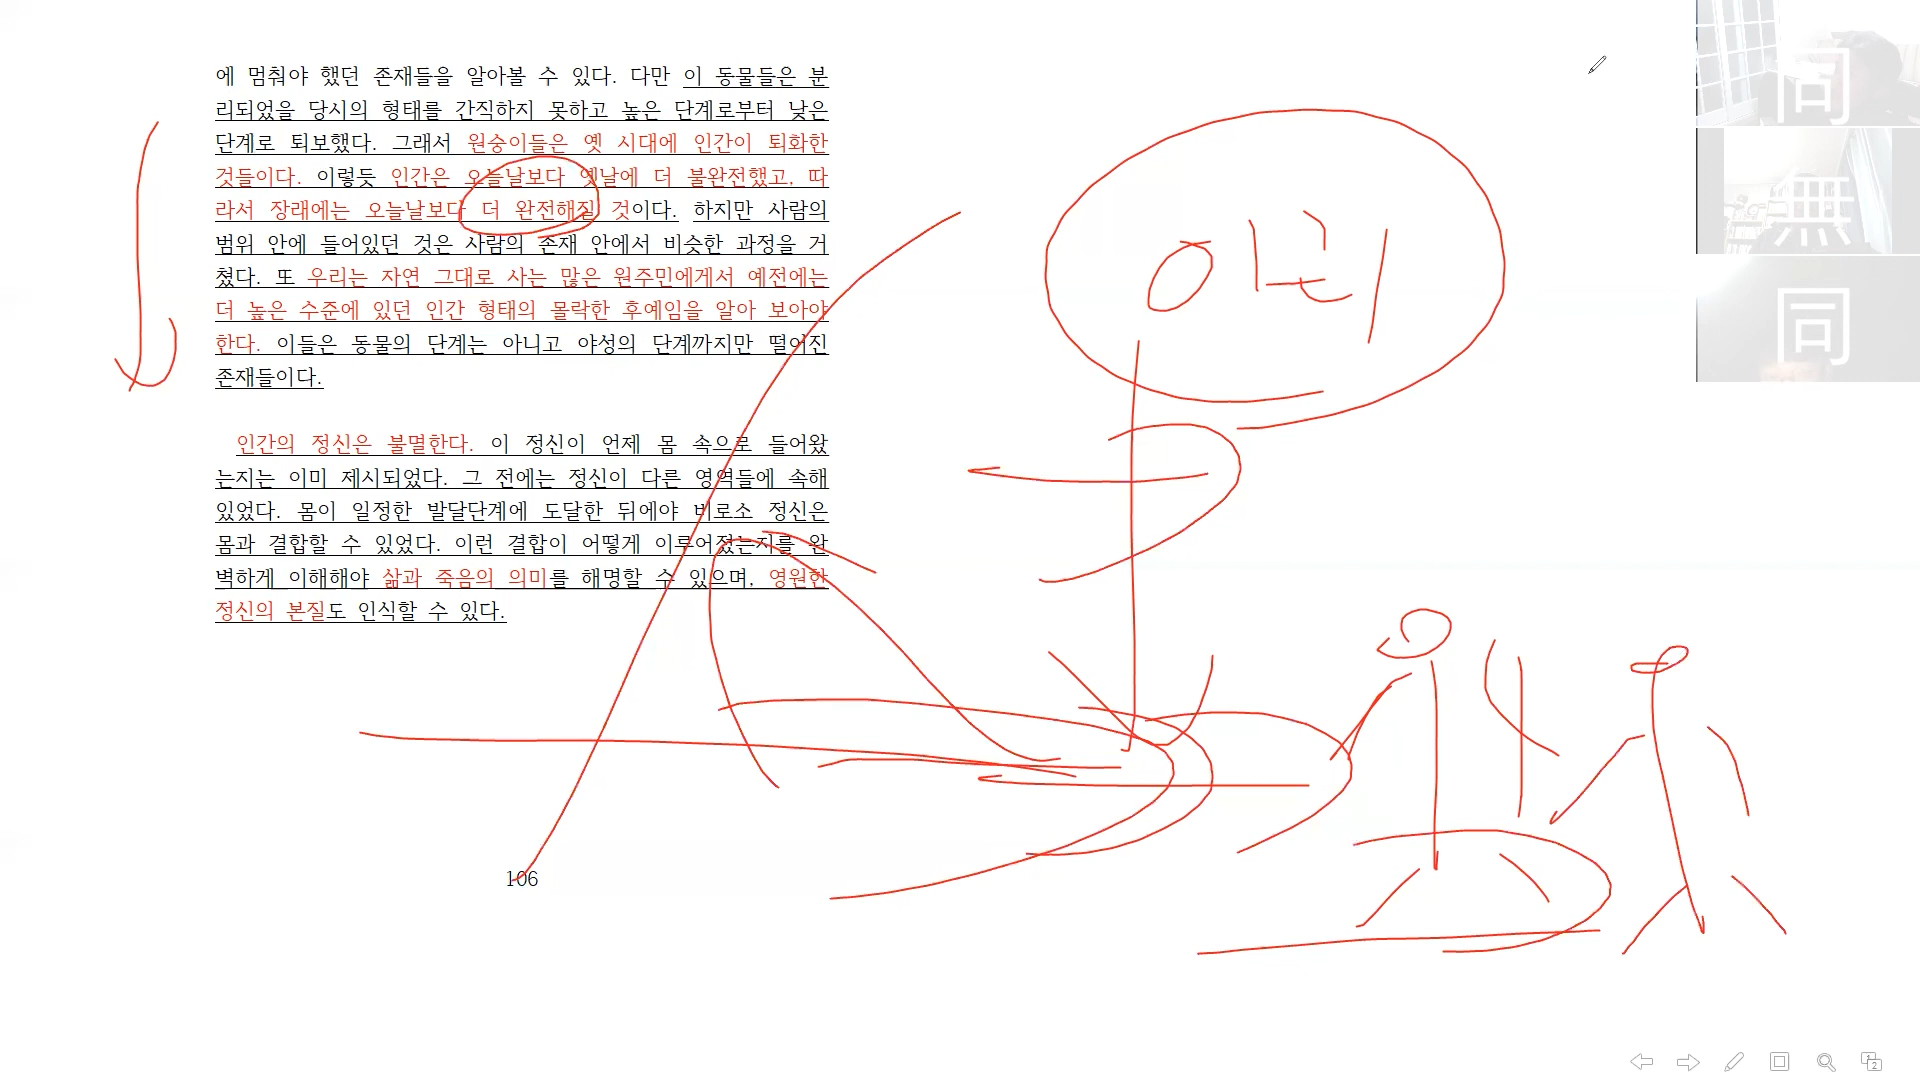 에 멈춰야 했던 존재들을 알아볼 수 있다. 다만 이 동물들은 분
리되었을 당시의 형태를 간직하지 못하고 높은 단계로부터 낮은
단계로 퇴보했다. 그래서 원숭이들은 옛 시대에 인간이 퇴화한
것들이다. 이렇듯 인간은 오늘날보다 옛날에 더 불완전했고, 따
라서 장래에는 오늘날보다 더 완전해질 것이다. 하지만 사람의
범위 안에 들어있던 것은 사람의 존재 안에서 비슷한 과정을 거
쳤다. 또 우리는 자연 그대로 사는 많은 원주민에게서 예전에는
더 높은 수준에 있던 인간 형태의 몰락한 후예임을 알아 보아야
한다. 이들은 동물의 단계는 아니고 야성의 단계까지만 떨어진
존재들이다.
인간의 정신은 불멸한다. 이 정신이 언제 몸 속으로 들어왔
는지는 이미 제시되었다. 그 전에는 정신이 다른 영역들에 속해
있었다. 몸이 일정한 발달단계에 도달한 뒤에야 비로소 정신은
몸과 결합할 수 있었다. 이런 결합이 어떻게 이루어졌는지를 완
벽하게 이해해야 삶과 죽음의 의미를 해명할 수 있으며, 영원한
정신의 본질도 인식할 수 있다.
106
同
無
同